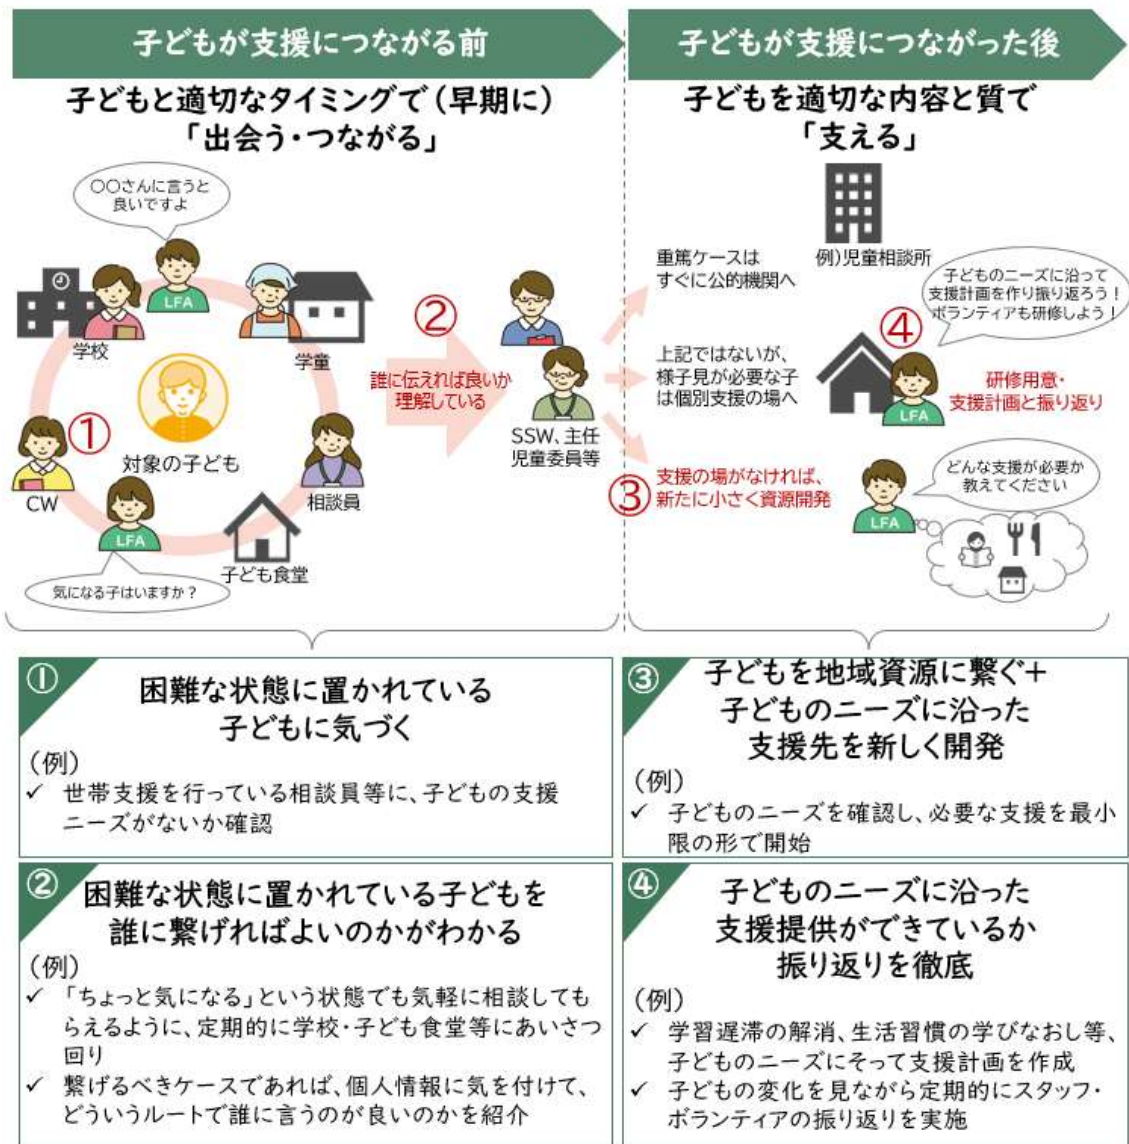 子どもが支援につながる前
子どもと適切なタイミングで(早期に)
「出会う・つながる」
〇〇さんに言うと
良いですよ
LFA
学校
学童
①
対象の子ども
CW
LFA
相談員
子ども食堂
気になる子はいますか？
②
誰に伝えれば良いか
理解している
SSW、主任
児童委員等
子どもが支援につながった後
子どもを適切な内容と質で
「支える」
例)児童相談所
重篤ケースは
すぐに公的機関へ
子どものニーズに沿って
支援計画を作り振り返ろう！
ボランティアも研修しよう！
④
上記ではないが、
様子見が必要な子
は個別支援の場へ
LFA
研修用意・
支援計画と振り返り
③
支援の場がなければ、
新たに小さく資源開発
LFA
どんな支援が必要か
教えてください
①
困難な状態に置かれている
子どもに気づく
(例)
✓ 世帯支援を行っている相談員等に、子どもの支援
ニーズがないか確認
②
困難な状態に置かれている子どもを
誰に繋げればよいのかがわかる
(例)
✓ 「ちょっと気になる」という状態でも気軽に相談しても
らえるように、定期的に学校・子ども食堂等にあいさつ
回り
✓ 繋げるべきケースであれば、個人情報に気を付けて、
どういうルートで誰に言うのが良いのかを紹介
③
子どもを地域資源に繋ぐ＋
子どものニーズに沿った
支援先を新しく開発
(例)
✓ 子どものニーズを確認し、必要な支援を最小
限の形で開始
④
子どものニーズに沿った
支援提供ができているか
振り返りを徹底
(例)
✓ 学習遅滞の解消、生活習慣の学びなおし等、
子どものニーズにそって支援計画を作成
✓ 子どもの変化を見ながら定期的にスタッフ・
ボランティアの振り返りを実施